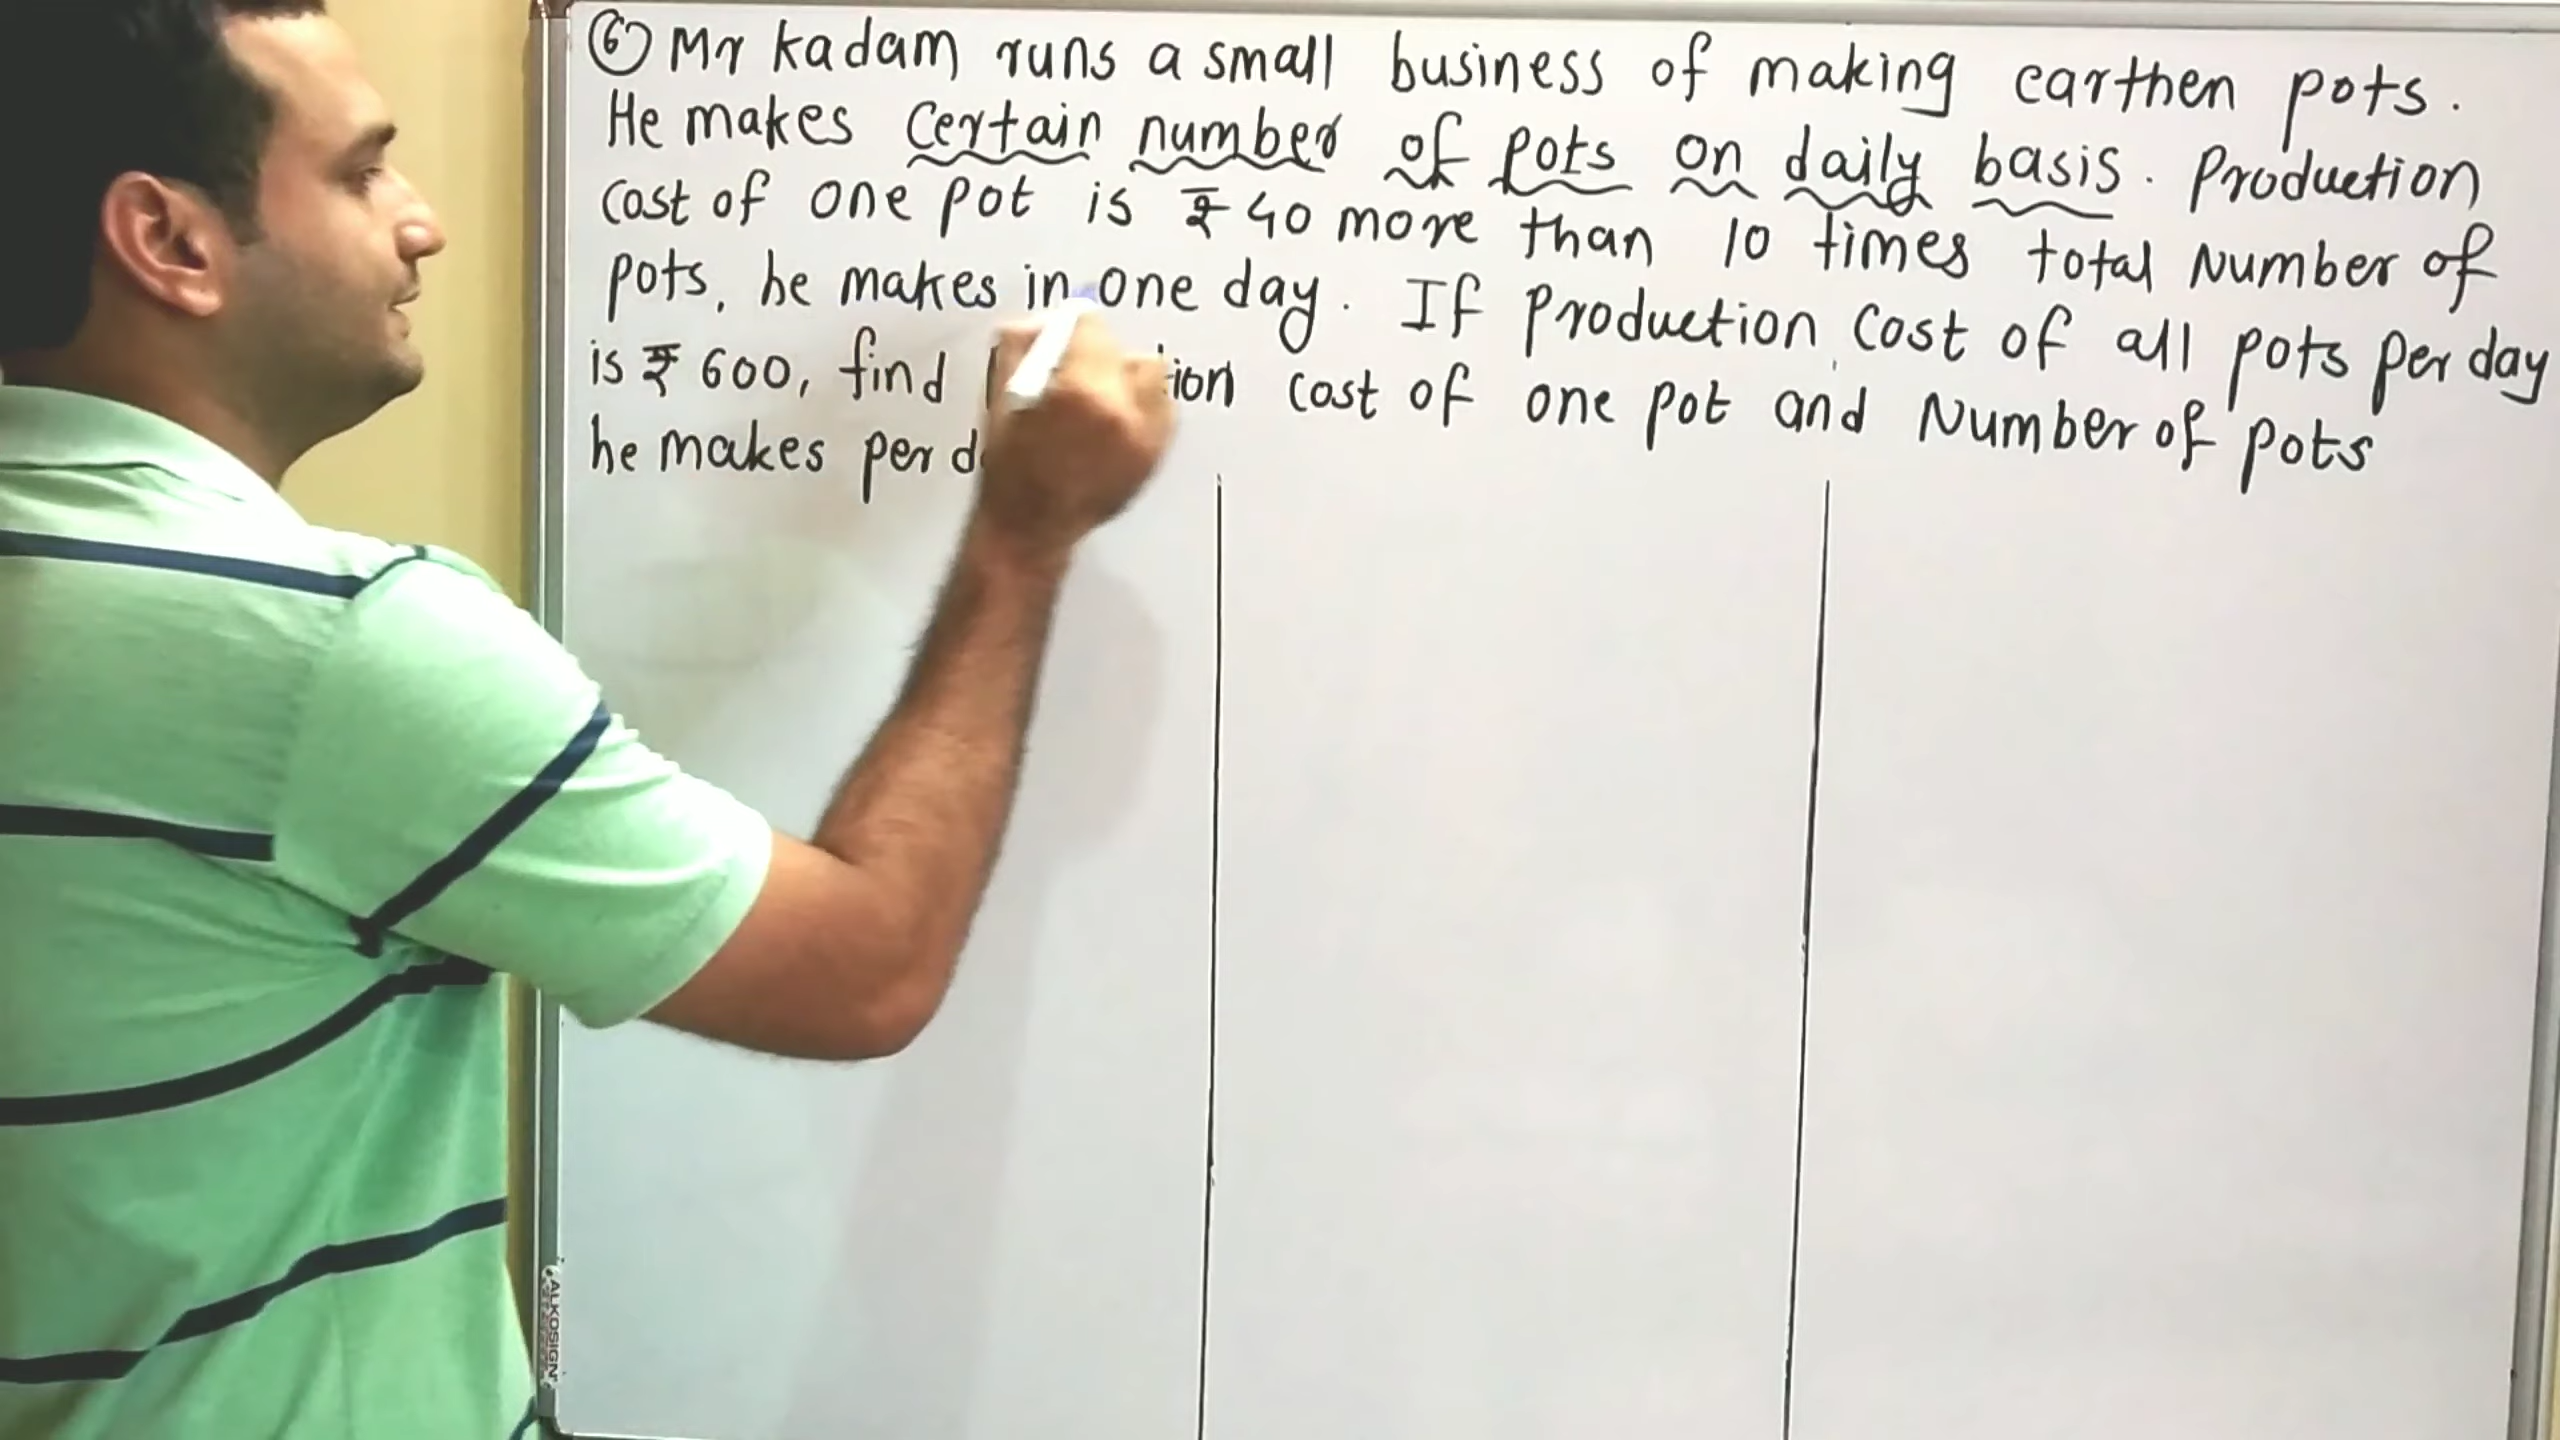 ⑥ Mr kadam runs a small business of making earthen pots.
He makes certain number of pots on daily basis. Production
cost of one pot is ₹ 40 more than 10 times total Number of
pots, he makes in one day. If production cost of all pots per day
is ₹ 600, find cost of one pot and Number of pots
he makes per
ALKOSIGN